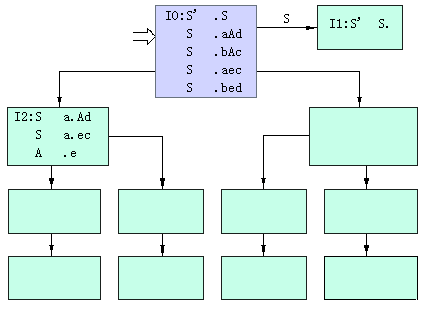 I0:S' .S
S .aAd
S .bAc
S .aec
S .bed
S
I1:S' S.
I2:S a.Ad
S a.ec
A .e